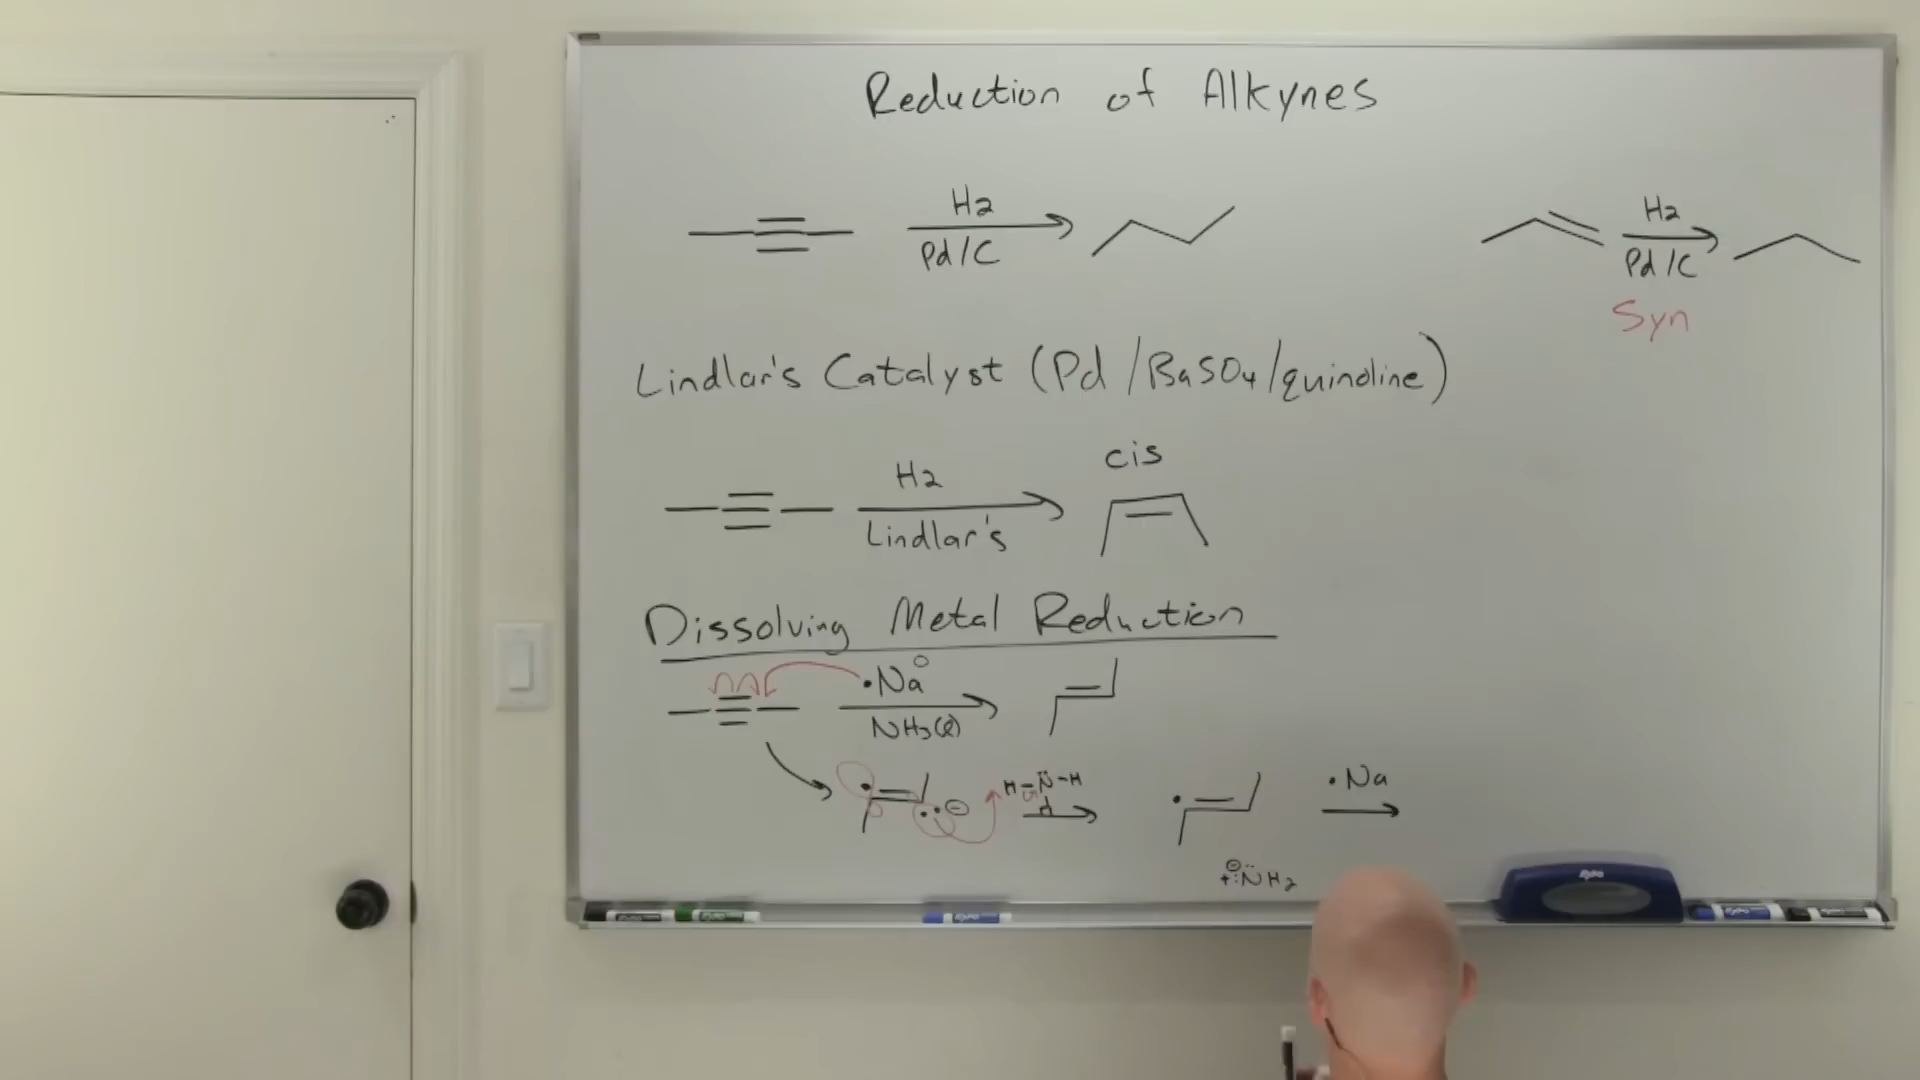 Reduction of Alkynes
H2
Pd/C
H2
Pd/C
Syn
Lindlar's Catalyst (Pd/BaSO4/quinoline)
cis
H2
Lindlar's
Dissolving Metal Reduction
•Na°
NH3(l)
H-N̈-H
H
•Na
⊖
:N̈H2